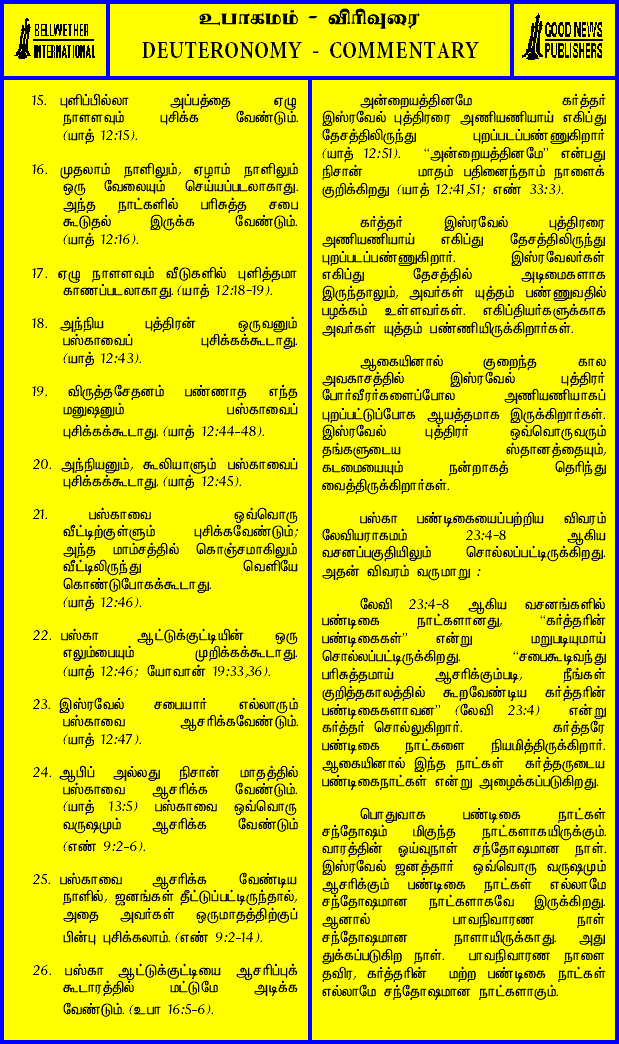 BELLWETHER
INTERNATIONAL
உபாகமம் - விரிவுரை
DEUTERONOMY - COMMENTARY
GOOD NEWS
PUBLISHERS
15. புளிப்பில்லா அப்பத்தை ஏழு
நாளளவும் புசிக்க வேண்டும்.
(யாத் 12:15).
16. முதலாம் நாளிலும், ஏழாம் நாளிலும்
ஒரு வேலையும் செய்யப்படலாகாது.
அந்த நாட்களில் பரிசுத்த சபை
கூடுதல் இருக்க வேண்டும்.
(யாத் 12:16).
17. ஏழு நாளளவும் வீடுகளில் புளித்தமா
காணப்படலாகாது. (யாத் 12:18-19).
18. அந்நிய புத்திரன் ஒருவனும்
பஸ்காவைப் புசிக்கக்கூடாது.
(யாத் 12:43).
19. விருத்தசேதனம் பண்ணாத எந்த
மனுஷனும் பஸ்காவைப்
புசிக்கக்கூடாது. (யாத் 12:44-48).
20. அந்நியனும், கூலியாளும் பஸ்காவைப்
புசிக்கக்கூடாது. (யாத் 12:45).
21. பஸ்காவை ஒவ்வொரு
வீட்டிற்குள்ளும் புசிக்கவேண்டும்;
அந்த மாம்சத்தில் கொஞ்சமாகிலும்
வீட்டிலிருந்து வெளியே
கொண்டுபோகக்கூடாது.
(யாத் 12:46).
22. பஸ்கா ஆட்டுக்குட்டியின் ஒரு
எலும்பையும் முறிக்கக்கூடாது.
(யாத் 12:46; யோவான் 19:33,36).
23. இஸ்ரவேல் சபையார் எல்லாரும்
பஸ்காவை ஆசரிக்கவேண்டும்.
(யாத் 12:47).
24. ஆபிப் அல்லது நிசான் மாதத்தில்
பஸ்காவை ஆசரிக்க வேண்டும்.
(யாத் 13:5) பஸ்காவை ஒவ்வொரு
வருஷமும் ஆசரிக்க வேண்டும்
(எண் 9:2-6).
25. பஸ்காவை ஆசரிக்க வேண்டிய
நாளில், ஜனங்கள் தீட்டுப்பட்டிருந்தால்,
அதை அவர்கள் ஒருமாதத்திற்குப்
பின்பு புசிக்கலாம். (எண் 9:2-14).
26. பஸ்கா ஆட்டுக்குட்டியை ஆசரிப்புக்
கூடாரத்தில் மட்டுமே அடிக்க
வேண்டும். (உபா 16:5-6).
அன்றையத்தினமே கர்த்தர்
இஸ்ரவேல் புத்திரரை அணியணியாய் எகிப்து
தேசத்திலிருந்து புறப்படப்பண்ணுகிறார்
(யாத் 12:51). “அன்றையத்தினமே” என்பது
நிசான் மாதம் பதினைந்தாம் நாளைக்
குறிக்கிறது (யாத் 12:41,51; எண் 33:3).
கர்த்தர் இஸ்ரவேல் புத்திரரை
அணியணியாய் எகிப்து தேசத்திலிருந்து
புறப்படப்பண்ணுகிறார். இஸ்ரவேலர்கள்
எகிப்து தேசத்தில் அடிமைகளாக
இருந்தாலும், அவர்கள் யுத்தம் பண்ணுவதில்
பழக்கம் உள்ளவர்கள். எகிப்தியர்களுக்காக
அவர்கள் யுத்தம் பண்ணியிருக்கிறார்கள்.
ஆகையினால் குறைந்த கால
அவகாசத்தில் இஸ்ரவேல் புத்திரர்
போர்வீரர்களைப்போல அணியணியாகப்
புறப்பட்டுப்போக ஆயத்தமாக இருக்கிறார்கள்.
இஸ்ரவேல் புத்திரர் ஒவ்வொருவரும்
தங்களுடைய ஸ்தானத்தையும்,
கடமையையும் நன்றாகத் தெரிந்து
வைத்திருக்கிறார்கள்.
பஸ்கா பண்டிகையைப்பற்றிய விவரம்
லேவியராகமம் 23:4-8 ஆகிய
வசனப்பகுதியிலும் சொல்லப்பட்டிருக்கிறது.
அதன் விவரம் வருமாறு :
லேவி 23:4-8 ஆகிய வசனங்களில்
பண்டிகை நாட்களானது, “கர்த்தரின்
பண்டிகைகள்” என்று மறுபடியுமாய்
சொல்லப்பட்டிருக்கிறது. “சபைகூடிவந்து
பரிசுத்தமாய் ஆசரிக்கும்படி, நீங்கள்
குறித்தகாலத்தில் கூறவேண்டிய கர்த்தரின்
பண்டிகைகளாவன” (லேவி 23:4) என்று
கர்த்தர் சொல்லுகிறார். கர்த்தரே
பண்டிகை நாட்களை நியமித்திருக்கிறார்.
ஆகையினால் இந்த நாட்கள் கர்த்தருடைய
பண்டிகைநாட்கள் என்று அழைக்கப்படுகிறது.
பொதுவாக பண்டிகை நாட்கள்
சந்தோஷம் மிகுந்த நாட்களாகயிருக்கும்.
வாரத்தின் ஓய்வுநாள் சந்தோஷமான நாள்.
இஸ்ரவேல் ஜனத்தார் ஒவ்வொரு வருஷமும்
ஆசரிக்கும் பண்டிகை நாட்கள் எல்லாமே
சந்தோஷமான நாட்களாகவே இருக்கிறது.
ஆனால் பாவநிவாரண நாள்
சந்தோஷமான நாளாயிருக்காது. அது
துக்கப்படுகிற நாள். பாவநிவாரண நாளை
தவிர, கர்த்தரின் மற்ற பண்டிகை நாட்கள்
எல்லாமே சந்தோஷமான நாட்களாகும்.